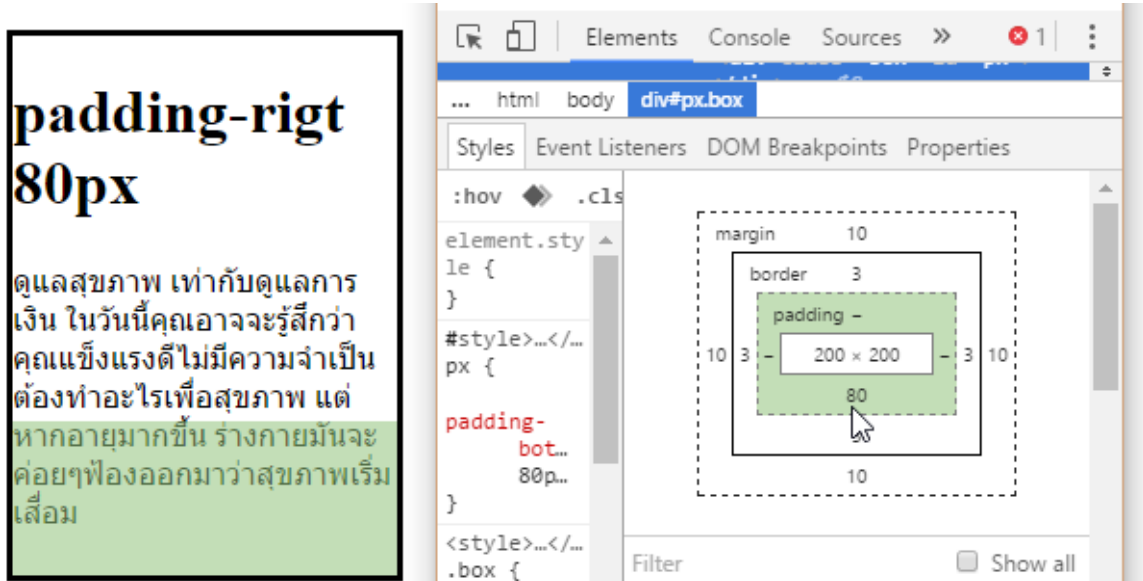 padding-rigt
80px
ดูแลสุขภาพ เท่ากับดูแลการ
เงิน ในวันนี้คุณอาจจะรู้สึกว่า
คุณแข็งแรงดีไม่มีความจำเป็น
ต้องทำอะไรเพื่อสุขภาพ แต่
หากอายุมากขึ้น ร่างกายมันจะ
ค่อยๆฟ้องออกมาว่าสุขภาพเริ่ม
เสื่อม
Elements Console Sources » 1
... html body div#px.box
Styles Event Listeners DOM Breakpoints Properties
:hov .cls
element.sty
le {
}
#style>…</…
px {
padding-
bot…
80p…
}
<style>…</…
.box {
margin 10
border 3
padding –
10 3 – 200 × 200 – 3 10
80
10
Filter Show all